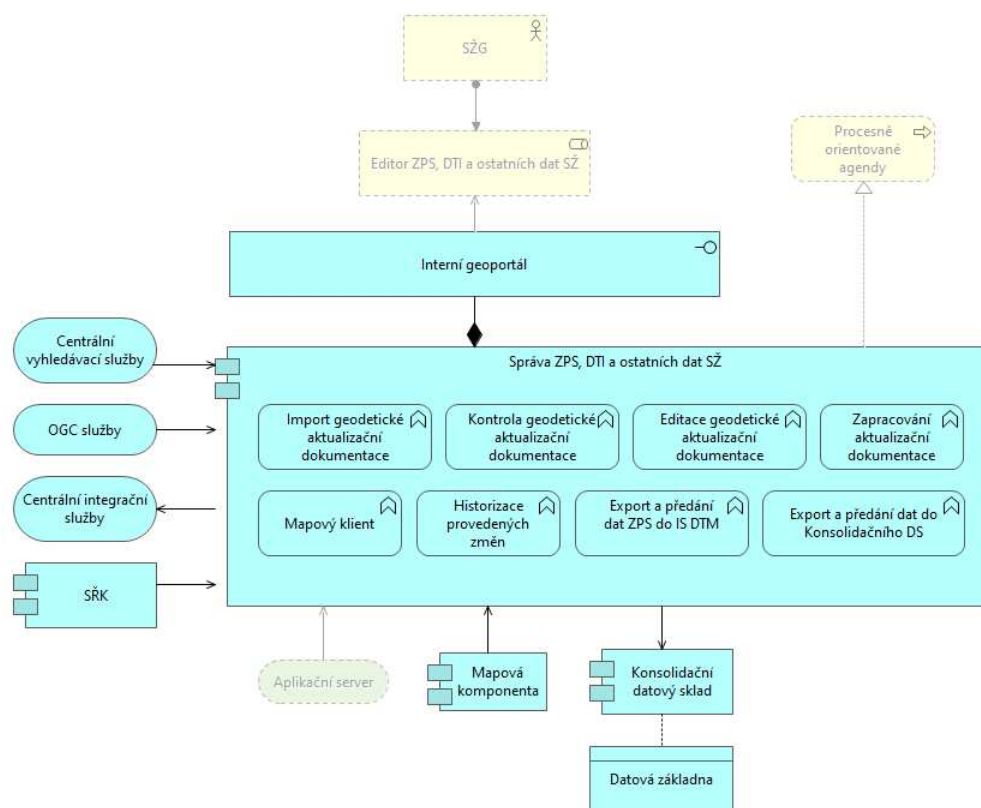 SŽG
Editor ZPS, DTI a ostatních dat SŽ
Procesně
orientované
agendy
Interní geoportál
Centrální
vyhledávací služby
OGC služby
Centrální integrační
služby
SŘK
Správa ZPS, DTI a ostatních dat SŽ
Import geodetické
aktualizační
dokumentace
Kontrola geodetické
aktualizační
dokumentace
Editace geodetické
aktualizační
dokumentace
Zapracování
aktualizační
dokumentace
Mapový klient
Historizace
provedených
změn
Export a předání
dat ZPS do IS DTM
Export a předání dat do
Konsolidačního DS
Aplikační server
Mapová
komponenta
Konsolidační
datový sklad
Datová základna